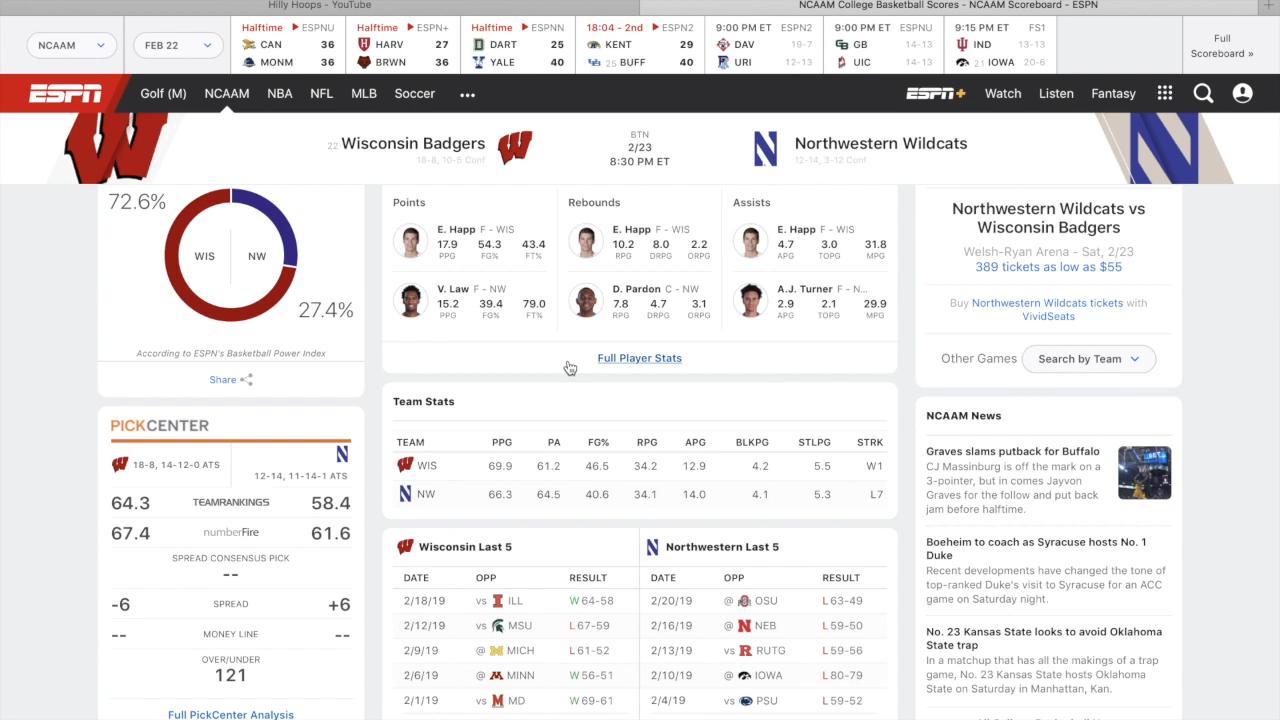 Hilly Hoops - YouTube
NCAAM College Basketball Scores - NCAAM Scoreboard - ESPN
NCAAM
FEB 22
Halftime ESPNU
CAN 36
MONM 36
Halftime ESPN+
HARV 27
BRWN 36
Halftime ESPNN
DART 25
YALE 40
18:04 - 2nd ESPN2
KENT 29
25 BUFF 40
9:00 PM ET ESPN2
DAV 19-7
URI 12-13
9:00 PM ET ESPNU
GB 14-13
UIC 14-13
9:15 PM ET FS1
IND 13-13
21 IOWA 20-6
Full
Scoreboard »
ESPN Golf (M) NCAAM NBA NFL MLB Soccer ••• ESPN+ Watch Listen Fantasy
22 Wisconsin Badgers
18-8, 10-5 Conf
BTN
2/23
8:30 PM ET
Northwestern Wildcats
12-14, 3-12 Conf
72.6%
WIS NW
27.4%
According to ESPN's Basketball Power Index
Share
PICKCENTER
18-8, 14-12-0 ATS
12-14, 11-14-1 ATS
64.3 TEAMRANKINGS 58.4
67.4 numberFire 61.6
SPREAD CONSENSUS PICK
--
-6 SPREAD +6
-- MONEY LINE --
OVER/UNDER
121
Full PickCenter Analysis
Points
E. Happ F - WIS
17.9 54.3 43.4
PPG FG% FT%
V. Law F - NW
15.2 39.4 79.0
PPG FG% FT%
Rebounds
E. Happ F - WIS
10.2 8.0 2.2
RPG DRPG ORPG
D. Pardon C - NW
7.8 4.7 3.1
RPG DRPG ORPG
Assists
E. Happ F - WIS
4.7 3.0 31.8
APG TOPG MPG
A.J. Turner F - N...
2.9 2.1 29.9
APG TOPG MPG
Full Player Stats
Team Stats
TEAM PPG PA FG% RPG APG BLKPG STLPG STRK
WIS 69.9 61.2 46.5 34.2 12.9 4.2 5.5 W1
NW 66.3 64.5 40.6 34.1 14.0 4.1 5.3 L7
Wisconsin Last 5
DATE OPP RESULT
2/18/19 vs ILL W 64-58
2/12/19 vs MSU L 67-59
2/9/19 @ MICH L 61-52
2/6/19 @ MINN W 56-51
2/1/19 vs MD W 69-61
Northwestern Last 5
DATE OPP RESULT
2/20/19 @ OSU L 63-49
2/16/19 @ NEB L 59-50
2/13/19 vs RUTG L 59-56
2/10/19 @ IOWA L 80-79
2/4/19 vs PSU L 59-52
Northwestern Wildcats vs
Wisconsin Badgers
Welsh-Ryan Arena - Sat, 2/23
389 tickets as low as $55
Buy Northwestern Wildcats tickets with
VividSeats
Other Games Search by Team
NCAAM News
Graves slams putback for Buffalo
CJ Massinburg is off the mark on a
3-pointer, but in comes Jayvon
Graves for the follow and put back
jam before halftime.
Boeheim to coach as Syracuse hosts No. 1
Duke
Recent developments have changed the tone of
top-ranked Duke's visit to Syracuse for an ACC
game on Saturday night.
No. 23 Kansas State looks to avoid Oklahoma
State trap
In a matchup that has all the makings of a trap
game, No. 23 Kansas State hosts Oklahoma
State on Saturday in Manhattan, Kan.